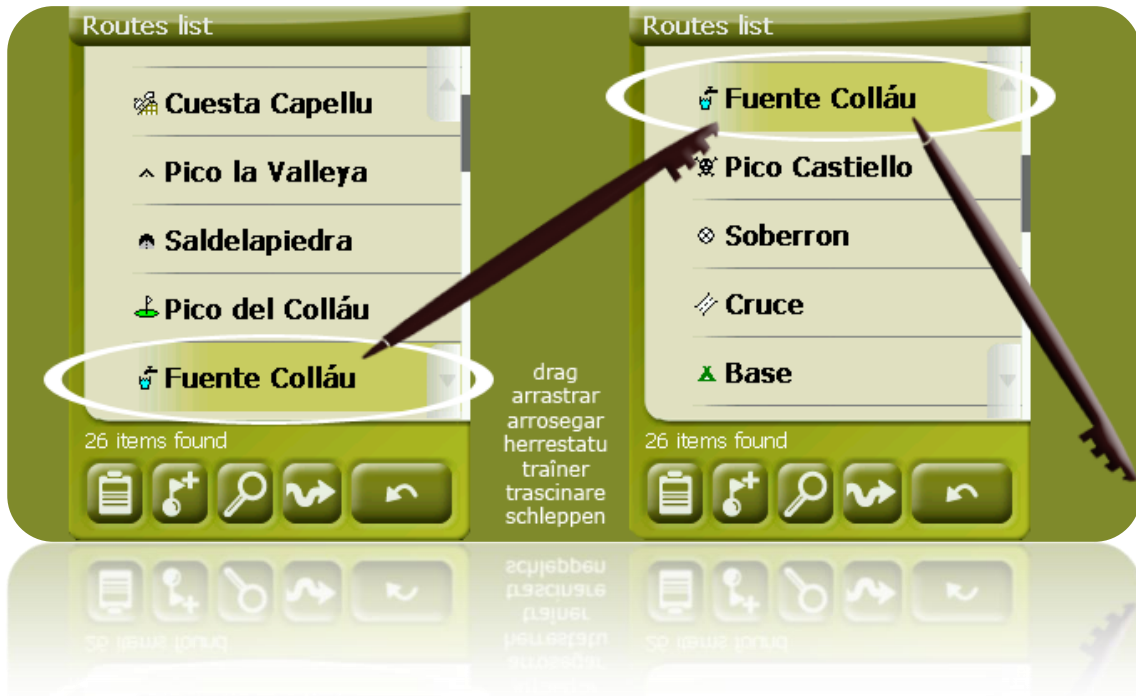 Routes list
Cuesta Capellu
Pico la Valleya
Saldelapiedra
Pico del Colláu
Fuente Colláu
26 items found
drag
arrastrar
arrosegar
herrestatu
traîner
trascinare
schleppen
Routes list
Fuente Colláu
Pico Castiello
Soberron
Cruce
Base
26 items found